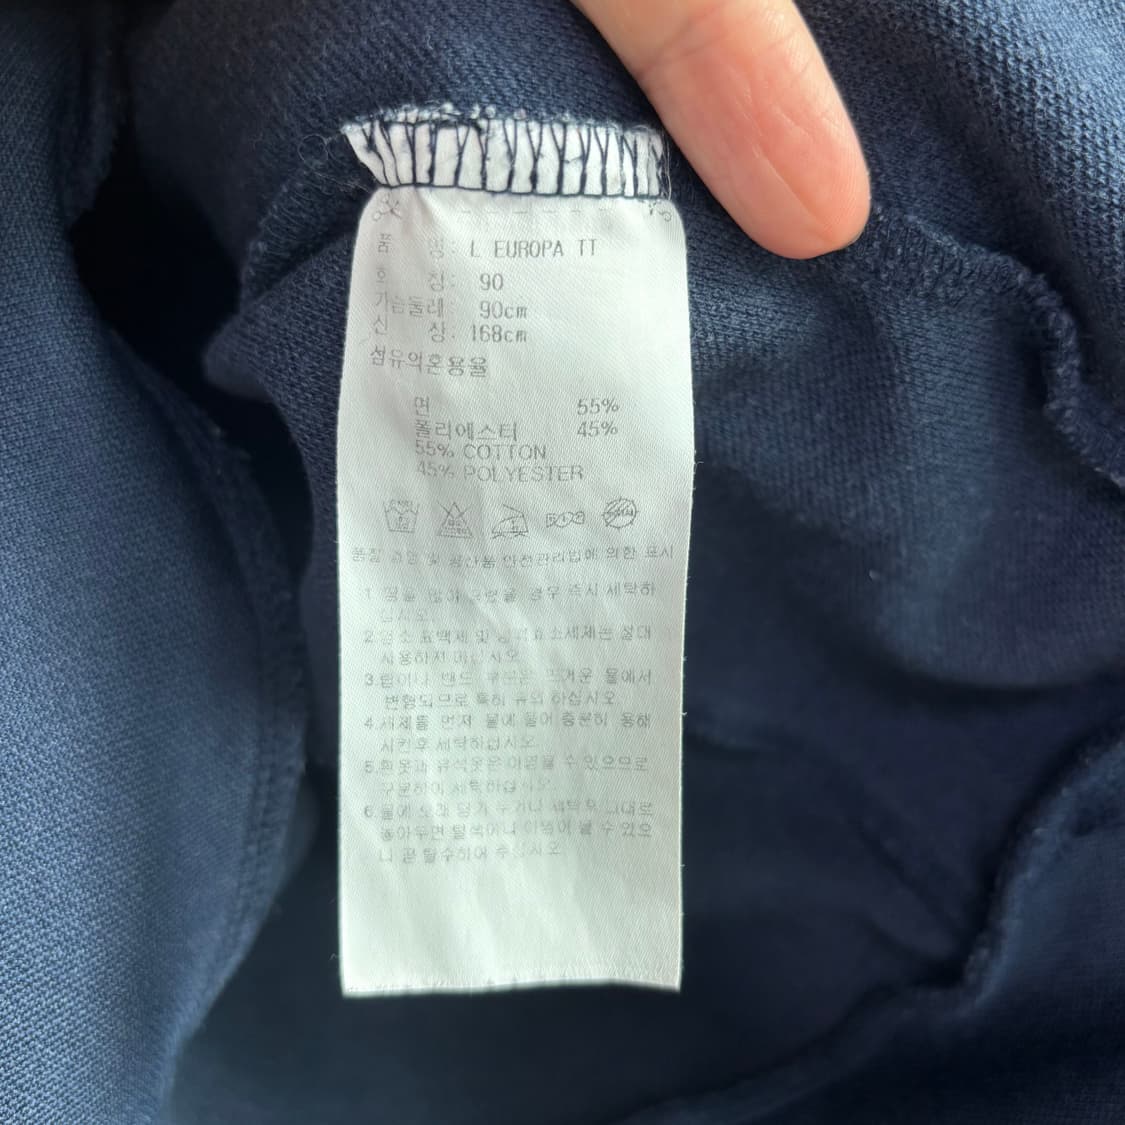 품 명: L EUROPA TT
호 칭: 90
가슴둘레: 90cm
신 장: 168cm
섬유의혼용율
면 55%
폴리에스터 45%
55% COTTON
45% POLYESTER
품질 경영 및 공산품 안전관리법에 의한 표시
1 땀을 많이 흘렸을 경우 즉시 세탁하
십시오.
2.염소 표백제 및 효소세제는 절대
사용하지 마십시오
3.탑이나 밴드 부분은 뜨거운 물에서
변형되므로 특히 유의 하십시오
4.세제를 먼저 물에 풀어 충분히 용해
시킨후 세탁하십시오.
5.흰옷과 유색옷은 이염될 수 있으므로
구분하여 세탁하십시오.
6.물에 오래 담가 두거나 세탁후 그대로
놓아두면 탈색이나 이염이 될 수 있으
니 곧 탈수하여 주십시오